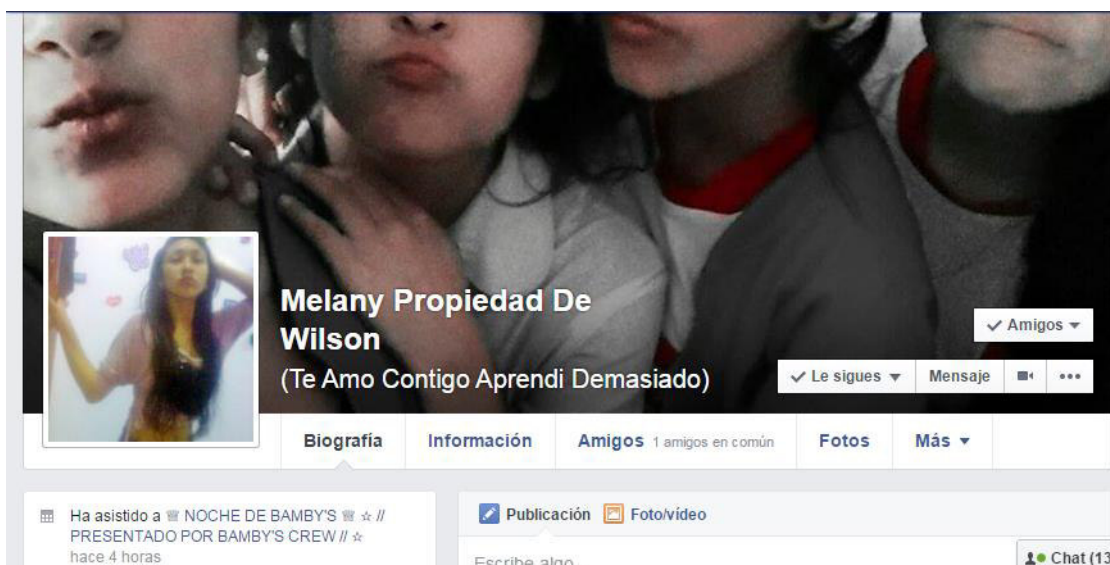 Melany Propiedad De
Wilson
(Te Amo Contigo Aprendi Demasiado)
✓ Amigos ▾
✓ Le sigues ▾ Mensaje •••
Biografía Información Amigos 1 amigos en común Fotos Más ▾
Ha asistido a ♕ NOCHE DE BAMBY'S ♕ ☆ //
PRESENTADO POR BAMBY'S CREW // ☆
hace 4 horas
Publicación Foto/vídeo
Escribe algo
Chat (13